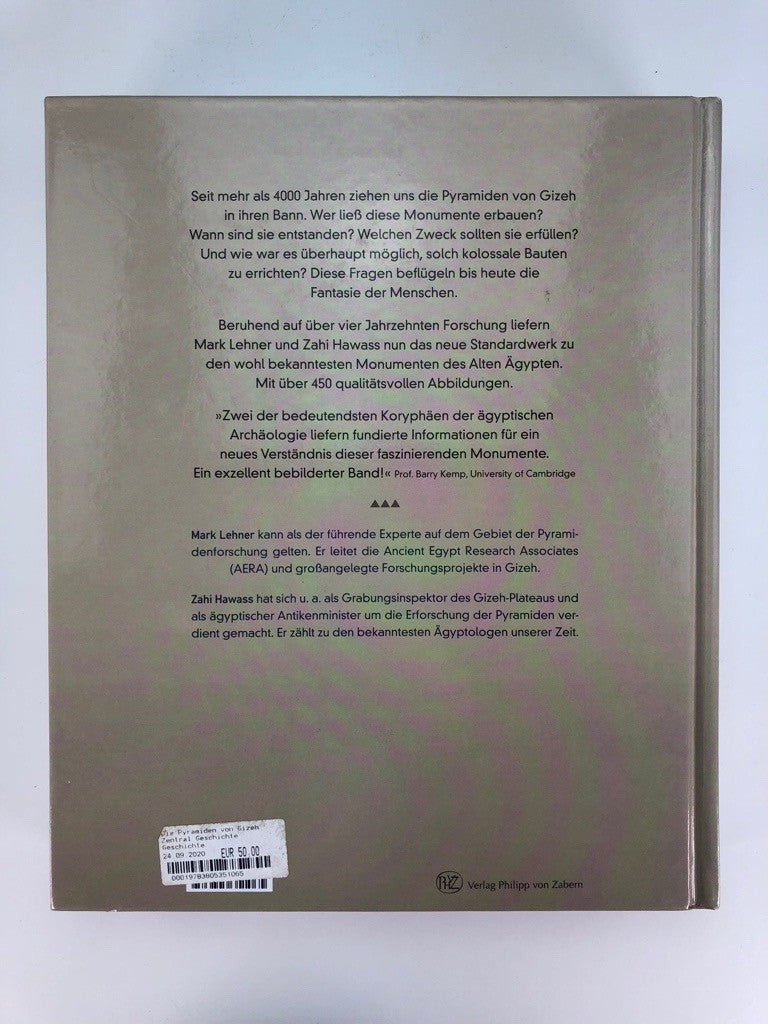 Seit mehr als 4000 Jahren ziehen uns die Pyramiden von Gizeh
in ihren Bann. Wer ließ diese Monumente erbauen?
Wann sind sie entstanden? Welchen Zweck sollten sie erfüllen?
Und wie war es überhaupt möglich, solch kolossale Bauten
zu errichten? Diese Fragen beflügeln bis heute die
Fantasie der Menschen.
Beruhend auf über vier Jahrzehnten Forschung liefern
Mark Lehner und Zahi Hawass nun das neue Standardwerk zu
den wohl bekanntesten Monumenten des Alten Ägypten.
Mit über 450 qualitätsvollen Abbildungen.
»Zwei der bedeutendsten Koryphäen der ägyptischen
Archäologie liefern fundierte Informationen für ein
neues Verständnis dieser faszinierenden Monumente.
Ein exzellent bebilderter Band!« Prof. Barry Kemp, University of Cambridge
Mark Lehner kann als der führende Experte auf dem Gebiet der Pyrami-
denforschung gelten. Er leitet die Ancient Egypt Research Associates
(AERA) und großangelegte Forschungsprojekte in Gizeh.
Zahi Hawass hat sich u. a. als Grabungsinspektor des Gizeh-Plateaus und
als ägyptischer Antikenminister um die Erforschung der Pyramiden ver-
dient gemacht. Er zählt zu den bekanntesten Ägyptologen unserer Zeit.
Die Pyramiden von Gizeh
Zentral Geschichte
Geschichte
24 09 2020 EUR 50.00
000197838053510​65
PHvZ Verlag Philipp von Zabern